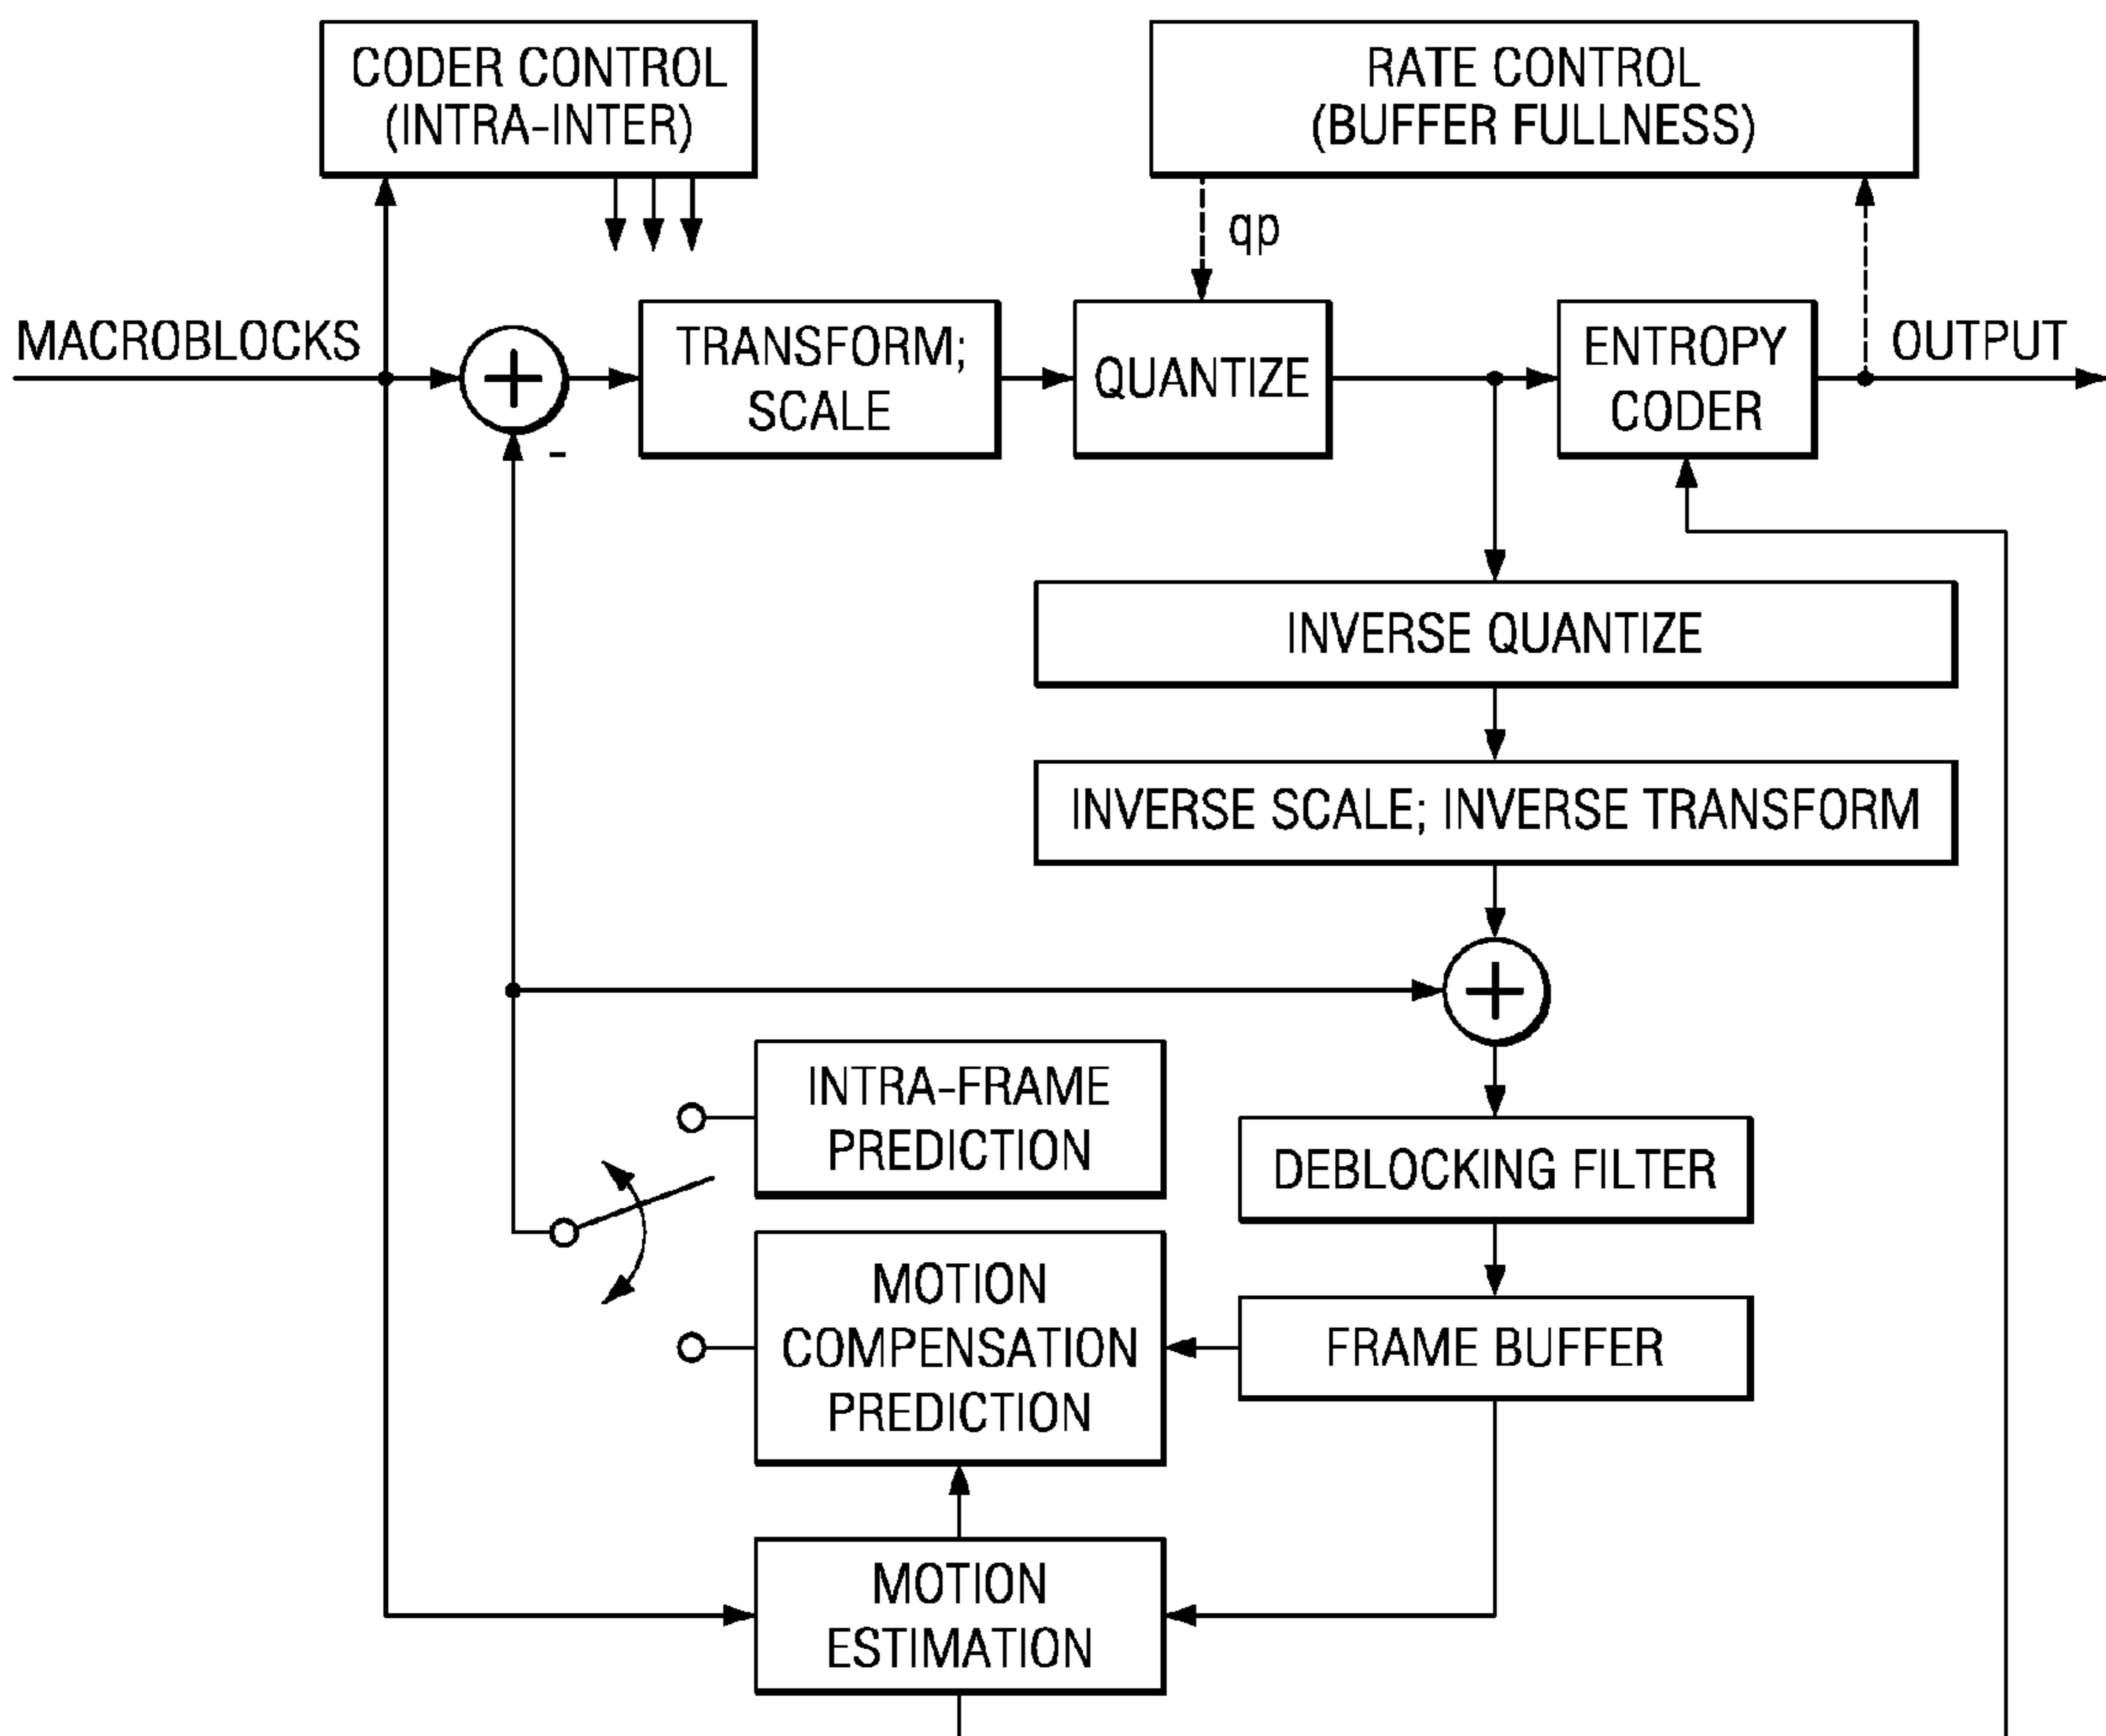 CODER CONTROL
(INTRA-INTER)
RATE CONTROL
(BUFFER FULLNESS)
qp
MACROBLOCKS
+
-
TRANSFORM;
SCALE
QUANTIZE
ENTROPY
CODER
OUTPUT
INVERSE QUANTIZE
INVERSE SCALE; INVERSE TRANSFORM
+
INTRA-FRAME
PREDICTION
DEBLOCKING FILTER
MOTION
COMPENSATION
PREDICTION
FRAME BUFFER
MOTION
ESTIMATION